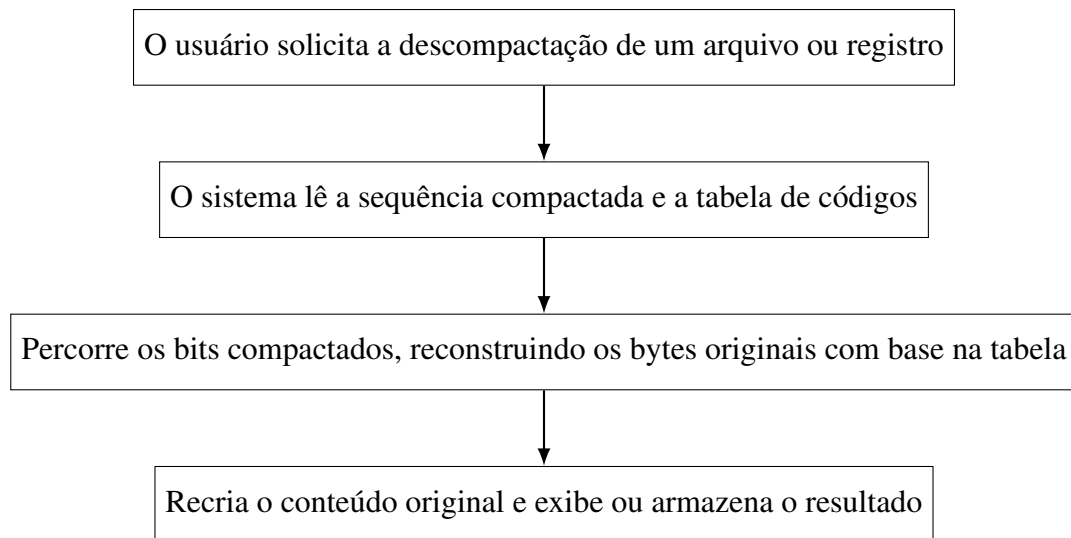 O usuário solicita a descompactação de um arquivo ou registro
O sistema lê a sequência compactada e a tabela de códigos
Percorre os bits compactados, reconstruindo os bytes originais com base na tabela
Recria o conteúdo original e exibe ou armazena o resultado